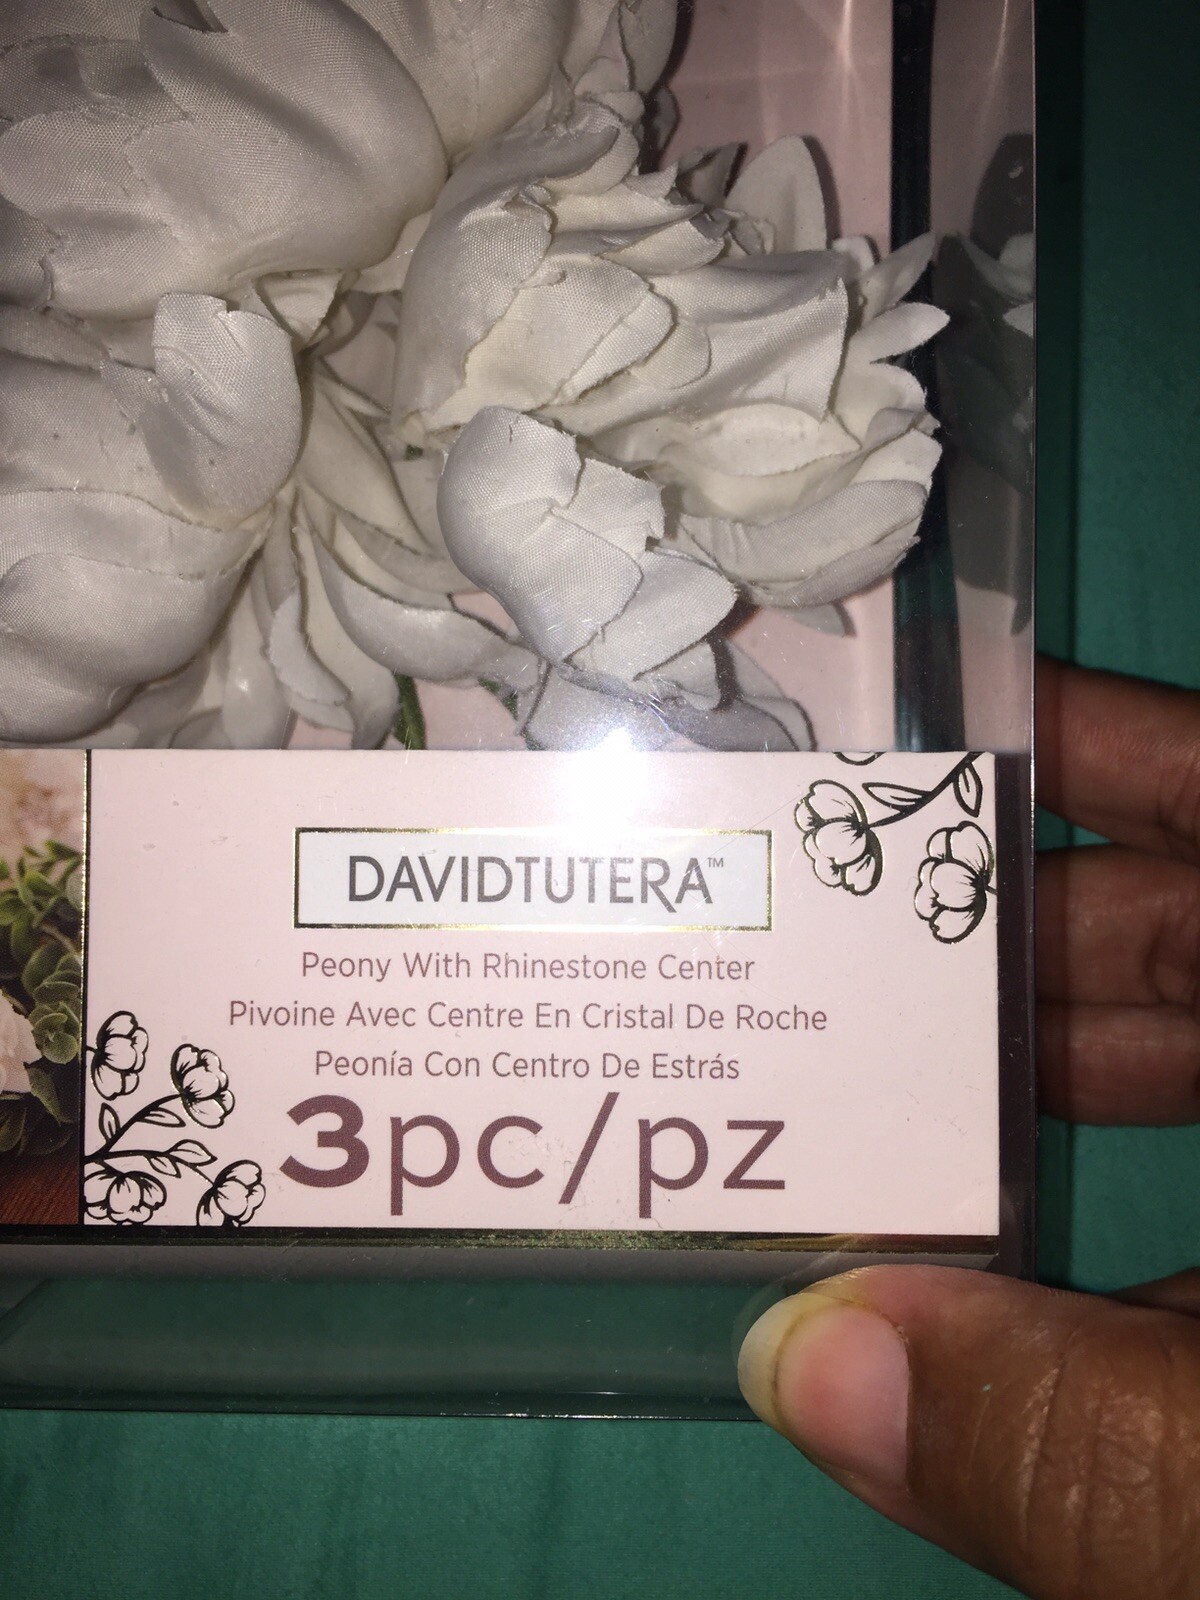 DAVIDTUTERA™
Peony With Rhinestone Center
Pivoine Avec Centre En Cristal De Roche
Peonía Con Centro De Estrás
3pc/pz